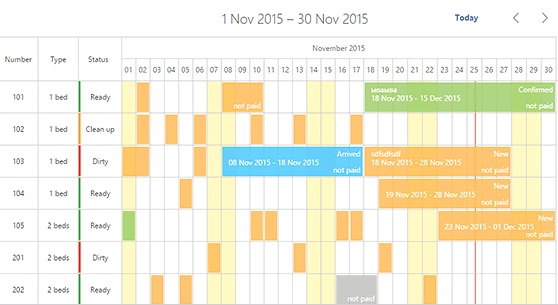 1 Nov 2015 – 30 Nov 2015 Today
November 2015
Number Type Status 01 02 03 04 05 06 07 08 09 10 11 12 13 14 15 16 17 18 19 20 21 22 23 24 25 26 27 28 29 30
101 1 bed Ready not paid мвамва Confirmed
18 Nov 2015 - 15 Dec 2015
not paid
102 1 bed Clean up
103 1 bed Dirty Arrived sdfsdfsdf New
08 Nov 2015 - 18 Nov 2015 18 Nov 2015 - 28 Nov 2015
not paid not paid
104 1 bed Ready New
19 Nov 2015 - 28 Nov 2015
not paid
105 2 beds Ready New
23 Nov 2015 - 01 Dec 2015
not paid
201 2 beds Dirty
202 2 beds Ready not paid